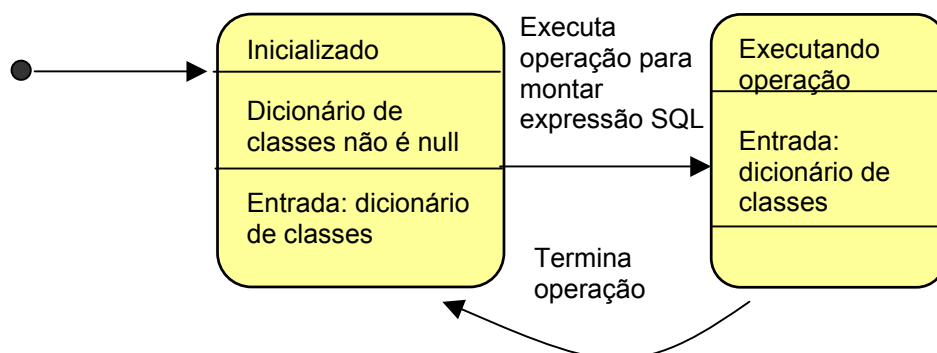 Inicializado
Dicionário de
classes não é null
Entrada: dicionário
de classes
Executa
operação para
montar
expressão SQL
Termina
operação
Executando
operação
Entrada:
dicionário de
classes